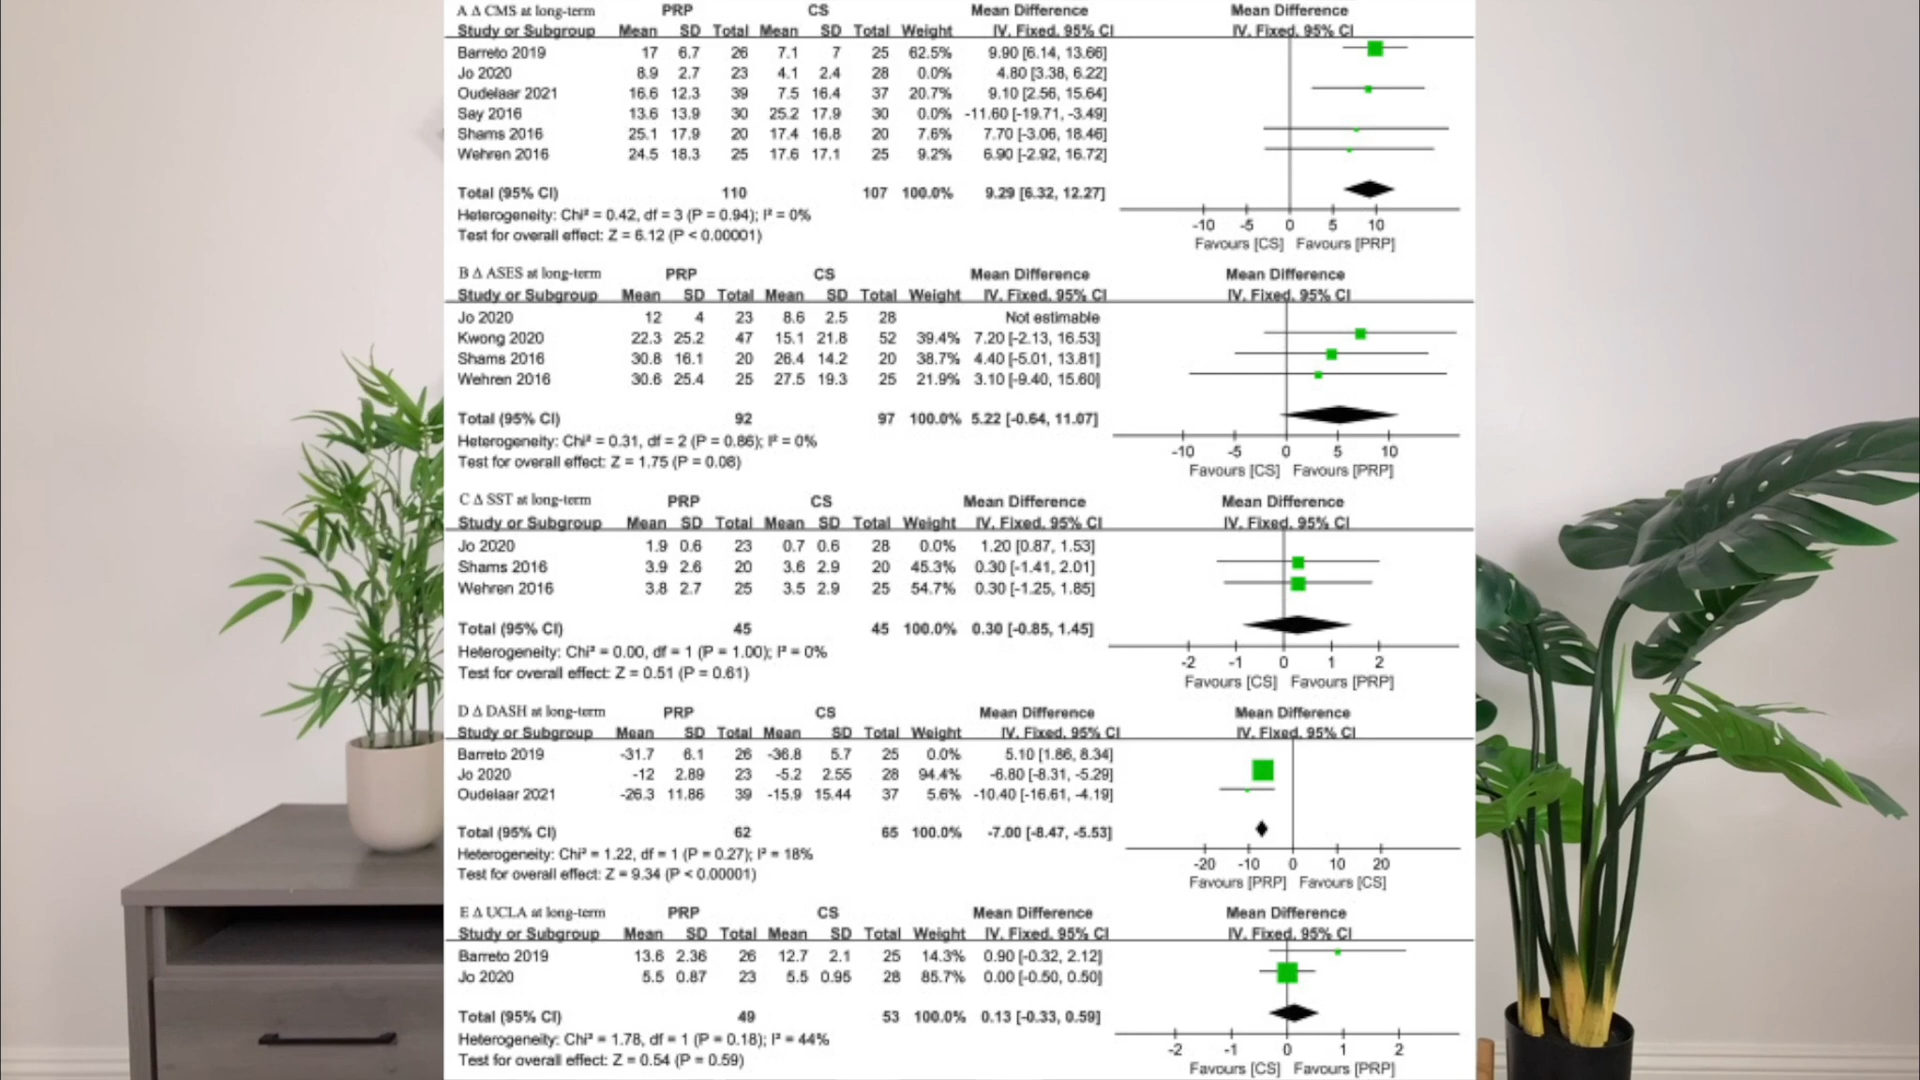 A Δ CMS at long-term PRP CS Mean Difference Mean Difference
Study or Subgroup Mean SD Total Mean SD Total Weight IV, Fixed, 95% CI IV, Fixed, 95% CI
Barreto 2019 17 6.7 26 7.1 7 25 62.5% 9.90 [6.14, 13.66]
Jo 2020 8.9 2.7 23 4.1 2.4 28 0.0% 4.80 [3.38, 6.22]
Oudelaar 2021 16.6 12.3 39 7.5 16.4 37 20.7% 9.10 [2.56, 15.64]
Say 2016 13.6 13.9 30 25.2 17.9 30 0.0% -11.60 [-19.71, -3.49]
Shams 2016 25.1 17.9 20 17.4 16.8 20 7.6% 7.70 [-3.06, 18.46]
Wehren 2016 24.5 18.3 25 17.6 17.1 25 9.2% 6.90 [-2.92, 16.72]
Total (95% CI) 110 107 100.0% 9.29 [6.32, 12.27]
Heterogeneity: Chi² = 0.42, df = 3 (P = 0.94); I² = 0%
Test for overall effect: Z = 6.12 (P < 0.00001)
-10 -5 0 5 10
Favours [CS] Favours [PRP]
B Δ ASES at long-term PRP CS Mean Difference Mean Difference
Study or Subgroup Mean SD Total Mean SD Total Weight IV, Fixed, 95% CI IV, Fixed, 95% CI
Jo 2020 12 4 23 8.6 2.5 28 Not estimable
Kwong 2020 22.3 25.2 47 15.1 21.8 52 39.4% 7.20 [-2.13, 16.53]
Shams 2016 30.8 16.1 20 26.4 14.2 20 38.7% 4.40 [-5.01, 13.81]
Wehren 2016 30.6 25.4 25 27.5 19.3 25 21.9% 3.10 [-9.40, 15.60]
Total (95% CI) 92 97 100.0% 5.22 [-0.64, 11.07]
Heterogeneity: Chi² = 0.31, df = 2 (P = 0.86); I² = 0%
Test for overall effect: Z = 1.75 (P = 0.08)
-10 -5 0 5 10
Favours [CS] Favours [PRP]
C Δ SST at long-term PRP CS Mean Difference Mean Difference
Study or Subgroup Mean SD Total Mean SD Total Weight IV, Fixed, 95% CI IV, Fixed, 95% CI
Jo 2020 1.9 0.6 23 0.7 0.6 28 0.0% 1.20 [0.87, 1.53]
Shams 2016 3.9 2.6 20 3.6 2.9 20 45.3% 0.30 [-1.41, 2.01]
Wehren 2016 3.8 2.7 25 3.5 2.9 25 54.7% 0.30 [-1.25, 1.85]
Total (95% CI) 45 45 100.0% 0.30 [-0.85, 1.45]
Heterogeneity: Chi² = 0.00, df = 1 (P = 1.00); I² = 0%
Test for overall effect: Z = 0.51 (P = 0.61)
-2 -1 0 1 2
Favours [CS] Favours [PRP]
D Δ DASH at long-term PRP CS Mean Difference Mean Difference
Study or Subgroup Mean SD Total Mean SD Total Weight IV, Fixed, 95% CI IV, Fixed, 95% CI
Barreto 2019 -31.7 6.1 26 -36.8 5.7 25 0.0% 5.10 [1.86, 8.34]
Jo 2020 -12 2.89 23 -5.2 2.55 28 94.4% -6.80 [-8.31, -5.29]
Oudelaar 2021 -26.3 11.86 39 -15.9 15.44 37 5.6% -10.40 [-16.61, -4.19]
Total (95% CI) 62 65 100.0% -7.00 [-8.47, -5.53]
Heterogeneity: Chi² = 1.22, df = 1 (P = 0.27); I² = 18%
Test for overall effect: Z = 9.34 (P < 0.00001)
-20 -10 0 10 20
Favours [PRP] Favours [CS]
E Δ UCLA at long-term PRP CS Mean Difference Mean Difference
Study or Subgroup Mean SD Total Mean SD Total Weight IV, Fixed, 95% CI IV, Fixed, 95% CI
Barreto 2019 13.6 2.36 26 12.7 2.1 25 14.3% 0.90 [-0.32, 2.12]
Jo 2020 5.5 0.87 23 5.5 0.95 28 85.7% 0.00 [-0.50, 0.50]
Total (95% CI) 49 53 100.0% 0.13 [-0.33, 0.59]
Heterogeneity: Chi² = 1.78, df = 1 (P = 0.18); I² = 44%
Test for overall effect: Z = 0.54 (P = 0.59)
-2 -1 0 1 2
Favours [CS] Favours [PRP]